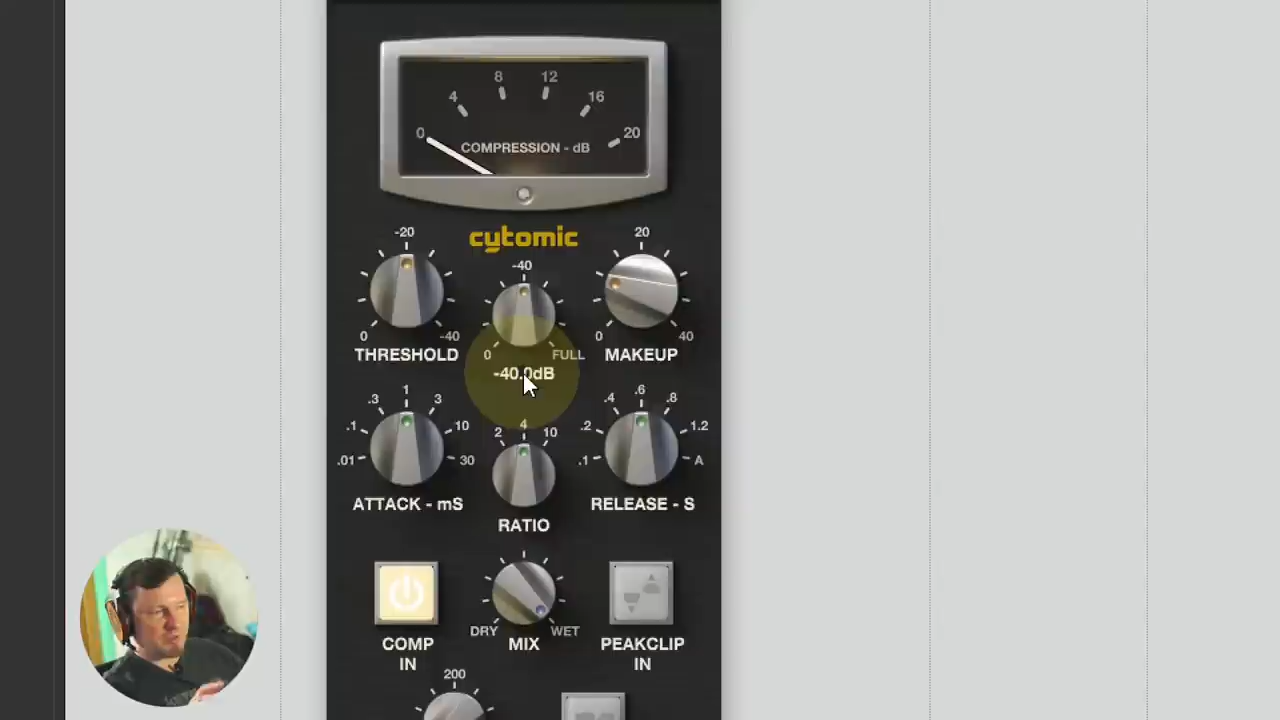 8 12
4 16
0 20
COMPRESSION - dB
cytomic
-20
0 -40
THRESHOLD
-40
0 FULL
-40.0dB
20
0 40
MAKEUP
.01 .1 .3 1 3 10 30
ATTACK - mS
2 4 10
RATIO
.1 .2 .4 .6 .8 1.2 A
RELEASE - S
COMP
IN
DRY WET
MIX
PEAKCLIP
IN
200